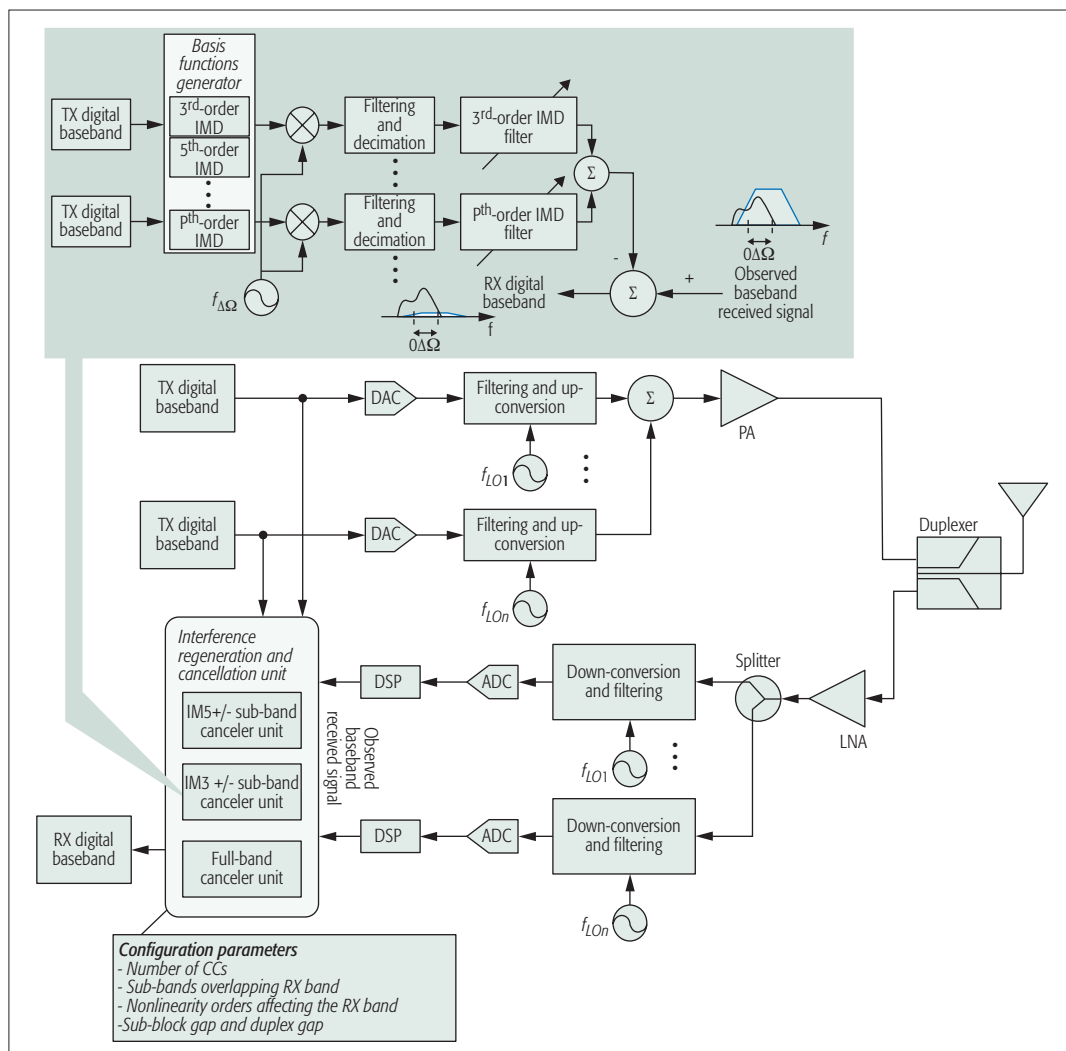 Basis
functions
generator
TX digital
baseband
3rd-order
IMD
Filtering
and
decimation
3rd-order IMD
filter
5th-order
IMD
TX digital
baseband
Pth-order
IMD
Filtering
and
decimation
Pth-order IMD
filter
Σ
fΔΩ
f
0ΔΩ
RX digital
baseband
-
Σ
+
Observed
baseband
received signal
f
0ΔΩ
TX digital
baseband
DAC
Filtering and up-
conversion
Σ
PA
fLO1
TX digital
baseband
DAC
Filtering and up-
conversion
fLOn
Duplexer
Interference
regeneration and
cancellation unit
IM5+/- sub-band
canceler unit
IM3 +/- sub-band
canceler unit
Full-band
canceler unit
Observed
baseband
received signal
DSP
ADC
Down-conversion
and filtering
Splitter
LNA
fLO1
RX digital
baseband
DSP
ADC
Down-conversion
and filtering
fLOn
Configuration parameters
- Number of CCs
- Sub-bands overlapping RX band
- Nonlinearity orders affecting the RX band
-Sub-block gap and duplex gap